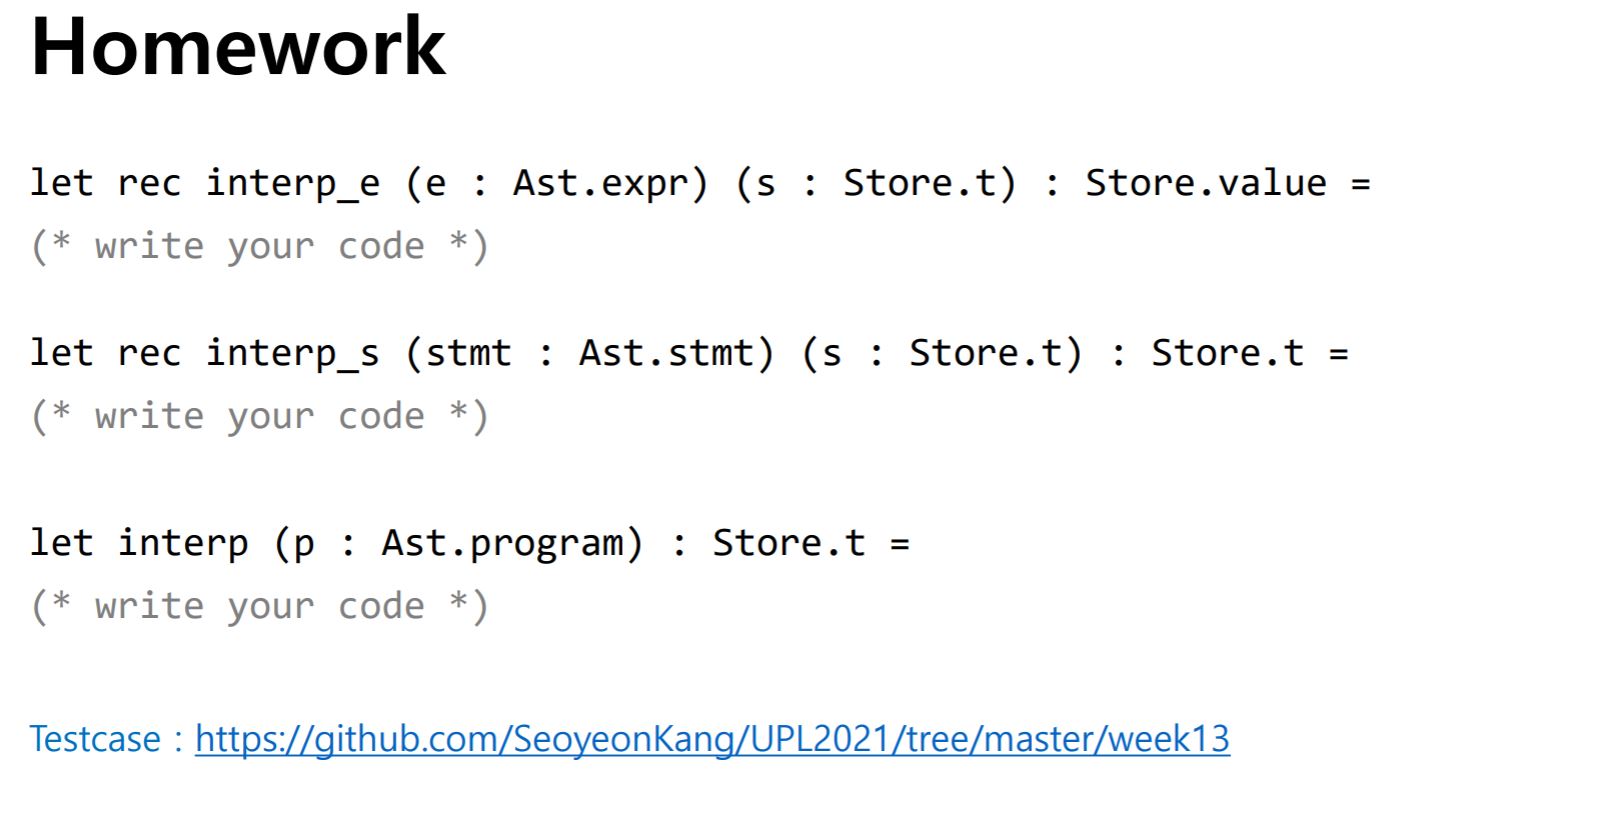 Homework
let rec interp_e (e : Ast.expr) (s : Store.t) : Store.value =
(* write your code *)
let rec interp_s (stmt : Ast.stmt) (s : Store.t) : Store.t =
(* write your code *)
let interp (p : Ast.program) : Store.t =
(* write your code *)
Testcase : https://github.com/SeoyeonKang/UPL2021/tree/master/week13